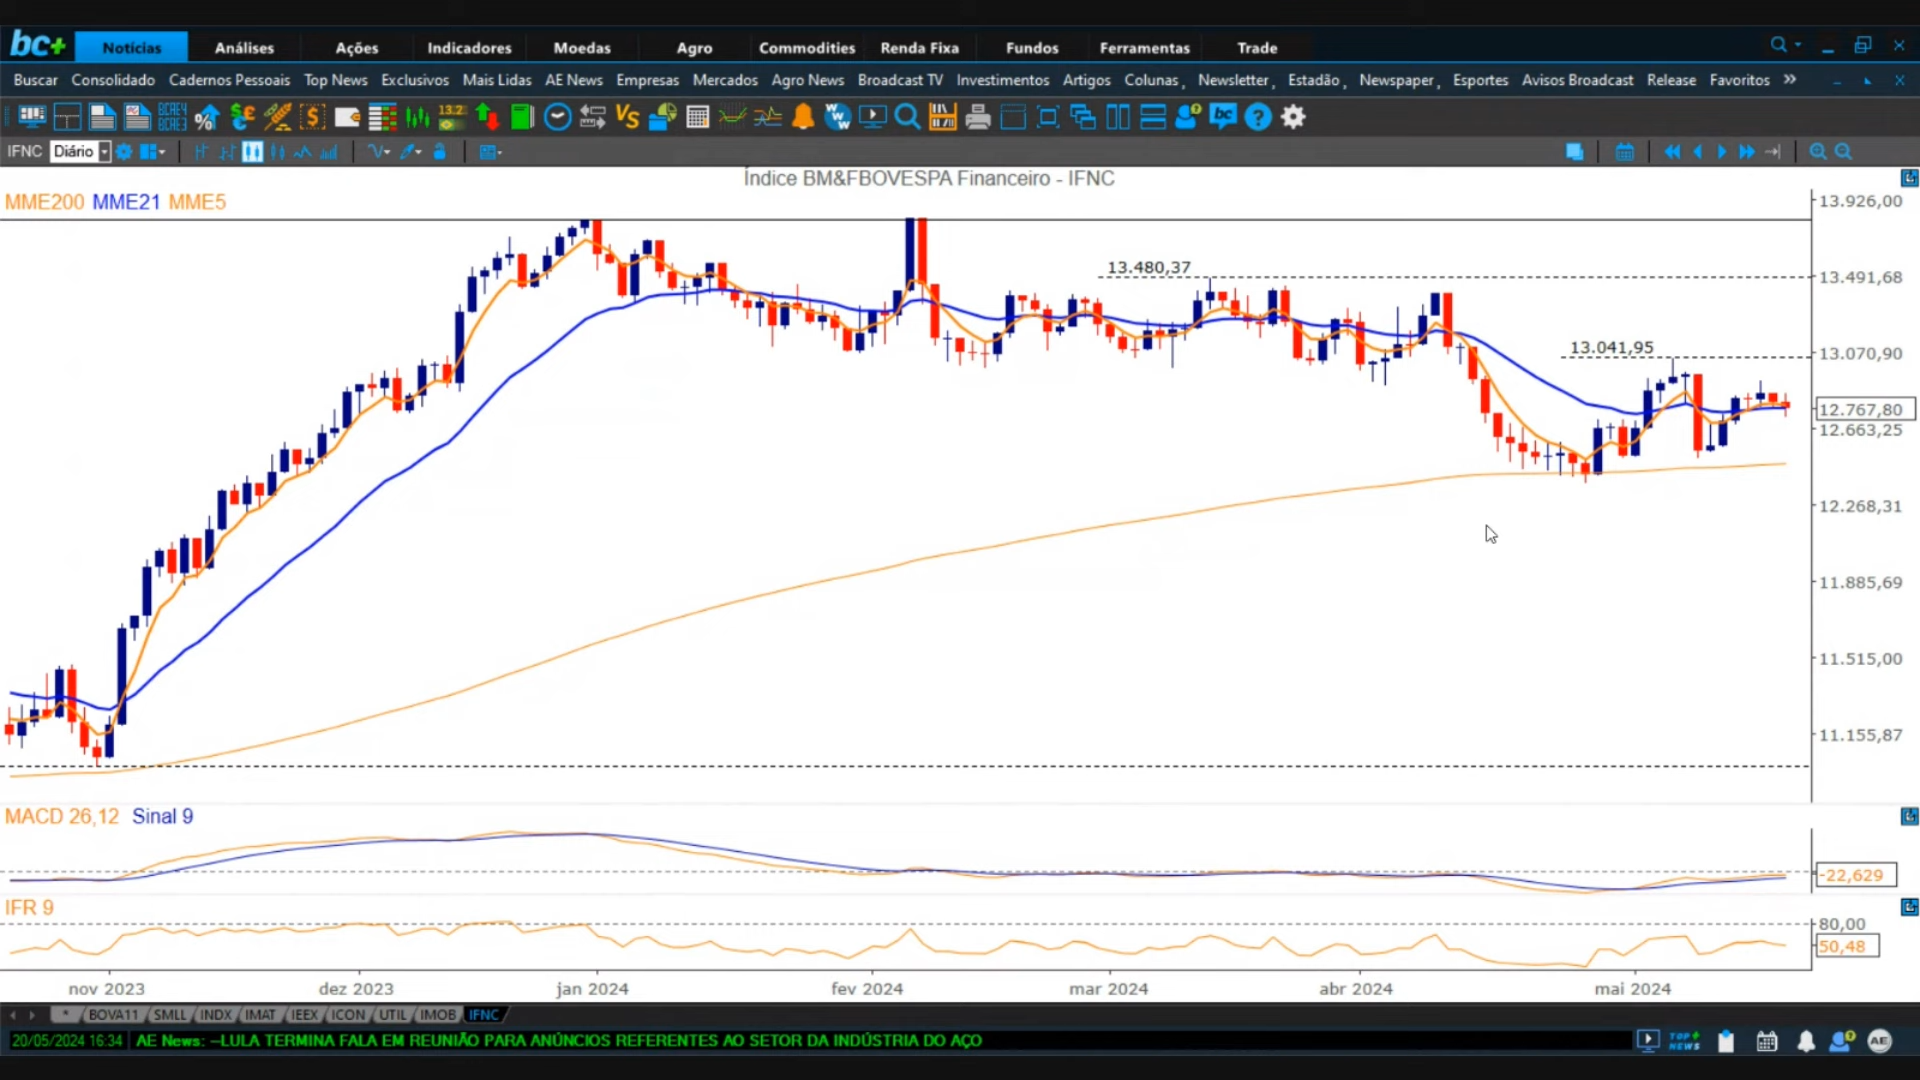 bc+ Notícias Análises Ações Indicadores Moedas Agro Commodities Renda Fixa Fundos Ferramentas Trade
Buscar Consolidado Cadernos Pessoais Top News Exclusivos Mais Lidas AE News Empresas Mercados Agro News Broadcast TV Investimentos Artigos Colunas, Newsletter, Estadão, Newspaper, Esportes Avisos Broadcast Release Favoritos »
IFNC Diário
Índice BM&FBOVESPA Financeiro - IFNC
MME200 MME21 MME5
13.926,00
13.480,37
13.491,68
13.041,95
13.070,90
12.767,80
12.663,25
12.268,31
11.885,69
11.515,00
11.155,87
MACD 26,12 Sinal 9
-22,629
IFR 9
80,00
50,48
nov 2023 dez 2023 jan 2024 fev 2024 mar 2024 abr 2024 mai 2024
* BOVA11 SMLL INDX IMAT IEEX ICON UTIL IMOB IFNC
20/05/2024 16:34 AE News: --LULA TERMINA FALA EM REUNIÃO PARA ANÚNCIOS REFERENTES AO SETOR DA INDÚSTRIA DO AÇO TOP+ NEWS AE